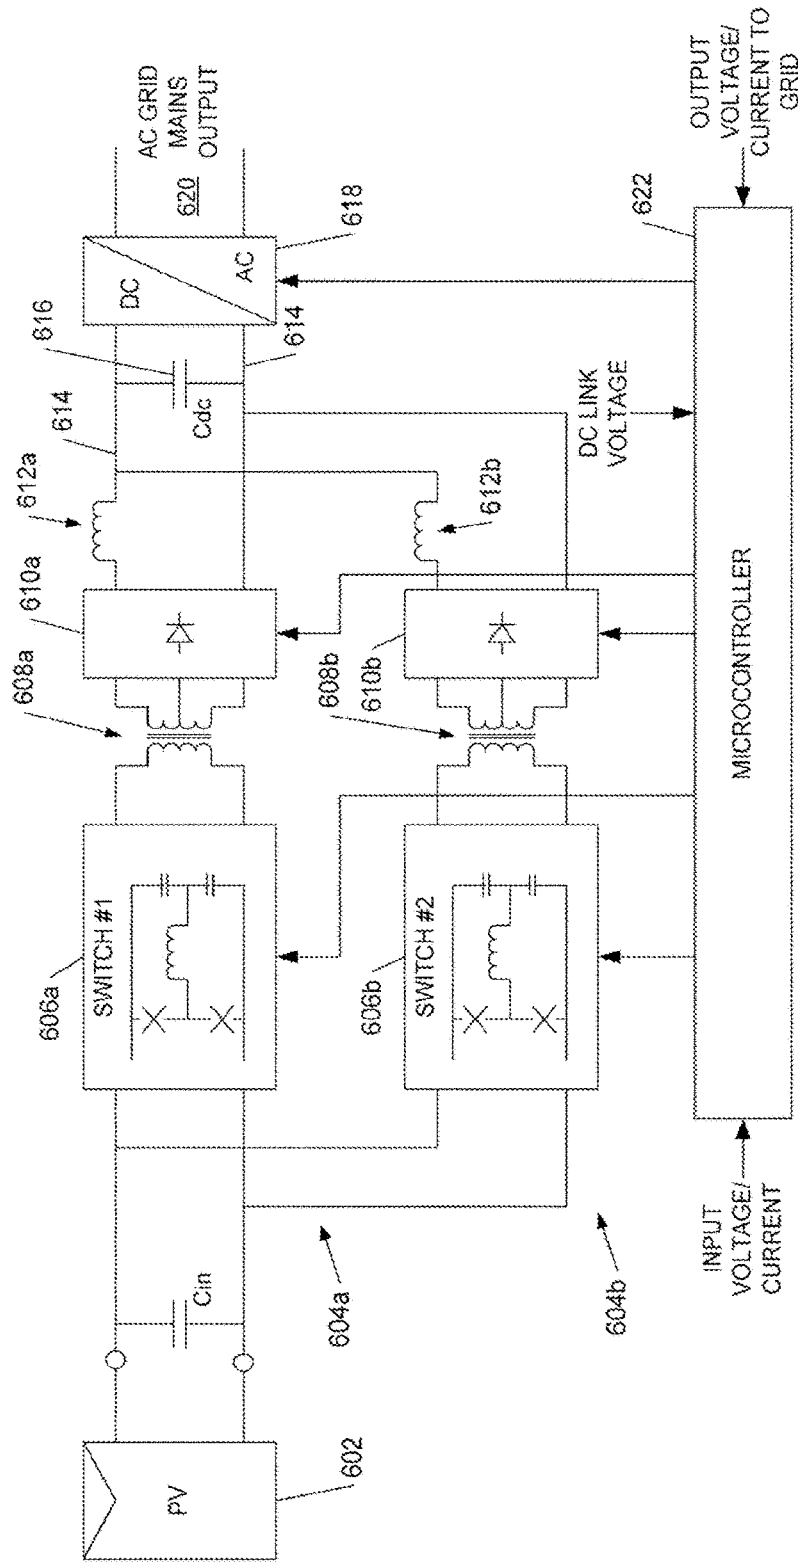 PV
602
Cin
604a
604b
606a
SWITCH #1
606b
SWITCH #2
608a
608b
610a
610b
612a
612b
614
614
616
Cdc
DC
AC
618
AC GRID
MAINS
OUTPUT
620
DC LINK
VOLTAGE
622
MICROCONTROLLER
INPUT
VOLTAGE/
CURRENT
OUTPUT
VOLTAGE/
CURRENT TO
GRID